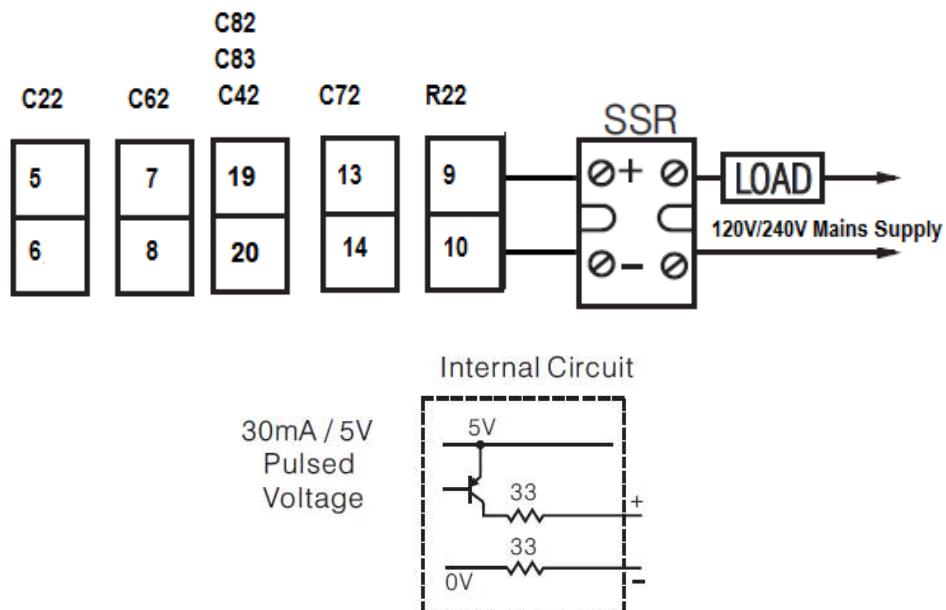 C82
C83
C22 C62 C42 C72 R22
SSR
5 7 19 13 9 + LOAD
120V/240V Mains Supply
6 8 20 14 10 −
Internal Circuit
30mA / 5V
Pulsed
Voltage
5V
33
+
33
0V
−